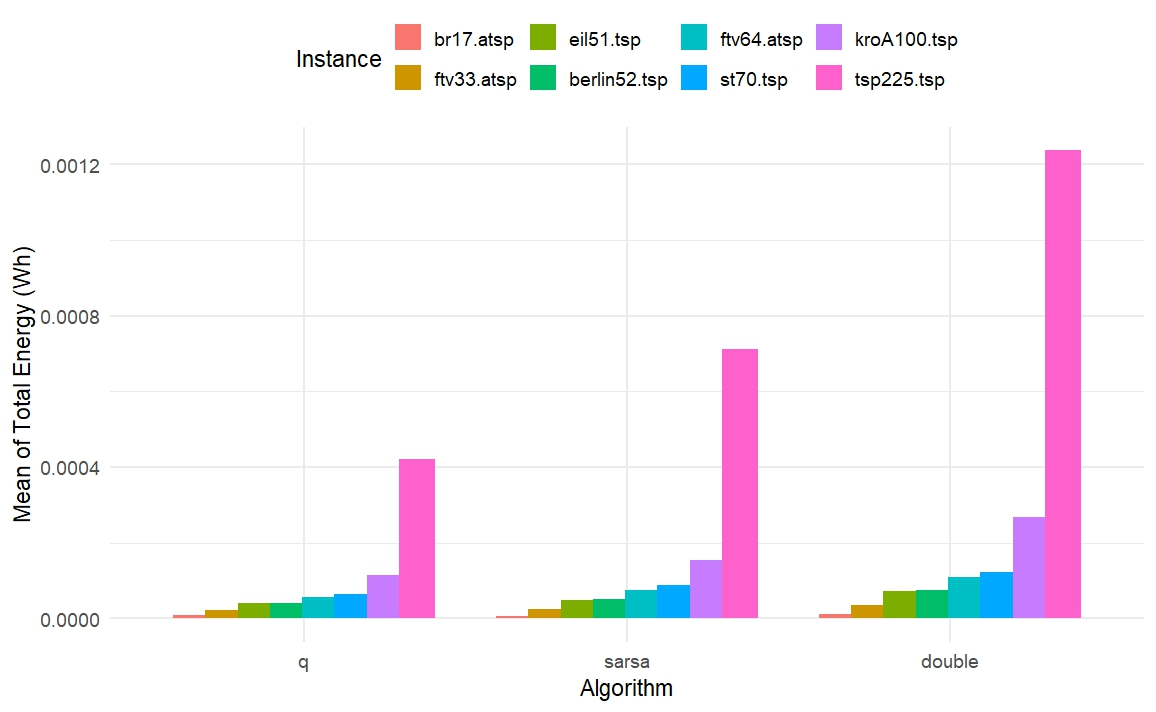 Instance
br17.atsp eil51.tsp ftv64.atsp kroA100.tsp
ftv33.atsp berlin52.tsp st70.tsp tsp225.tsp
Mean of Total Energy (Wh)
0.0012
0.0008
0.0004
0.0000
q sarsa double
Algorithm